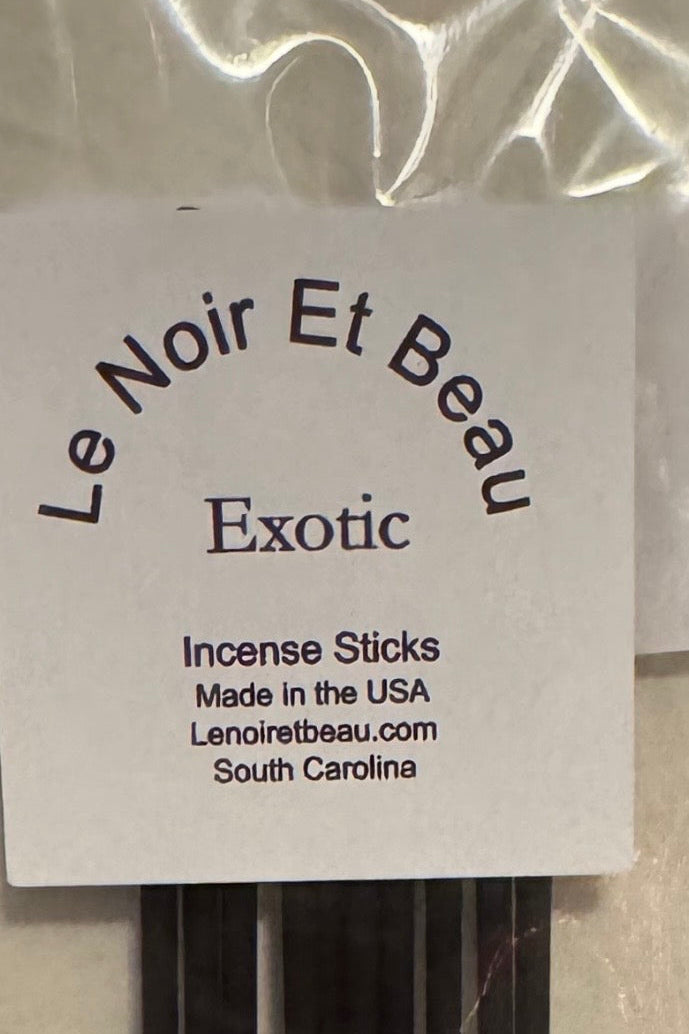 Le Noir Et Beau
Exotic
Incense Sticks
Made in the USA
Lenoiretbeau.com
South Carolina